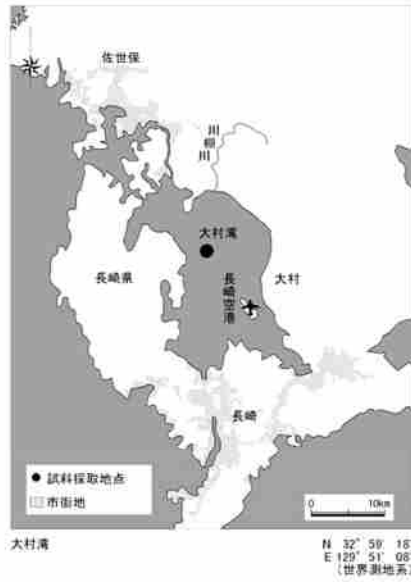 佐世保
川棚川
大村湾
長崎県
長崎空港
大村
長崎
● 試料採取地点
市街地
0 10km
大村湾
N 32° 59' 18"
E 129° 51' 08"
(世界測地系)